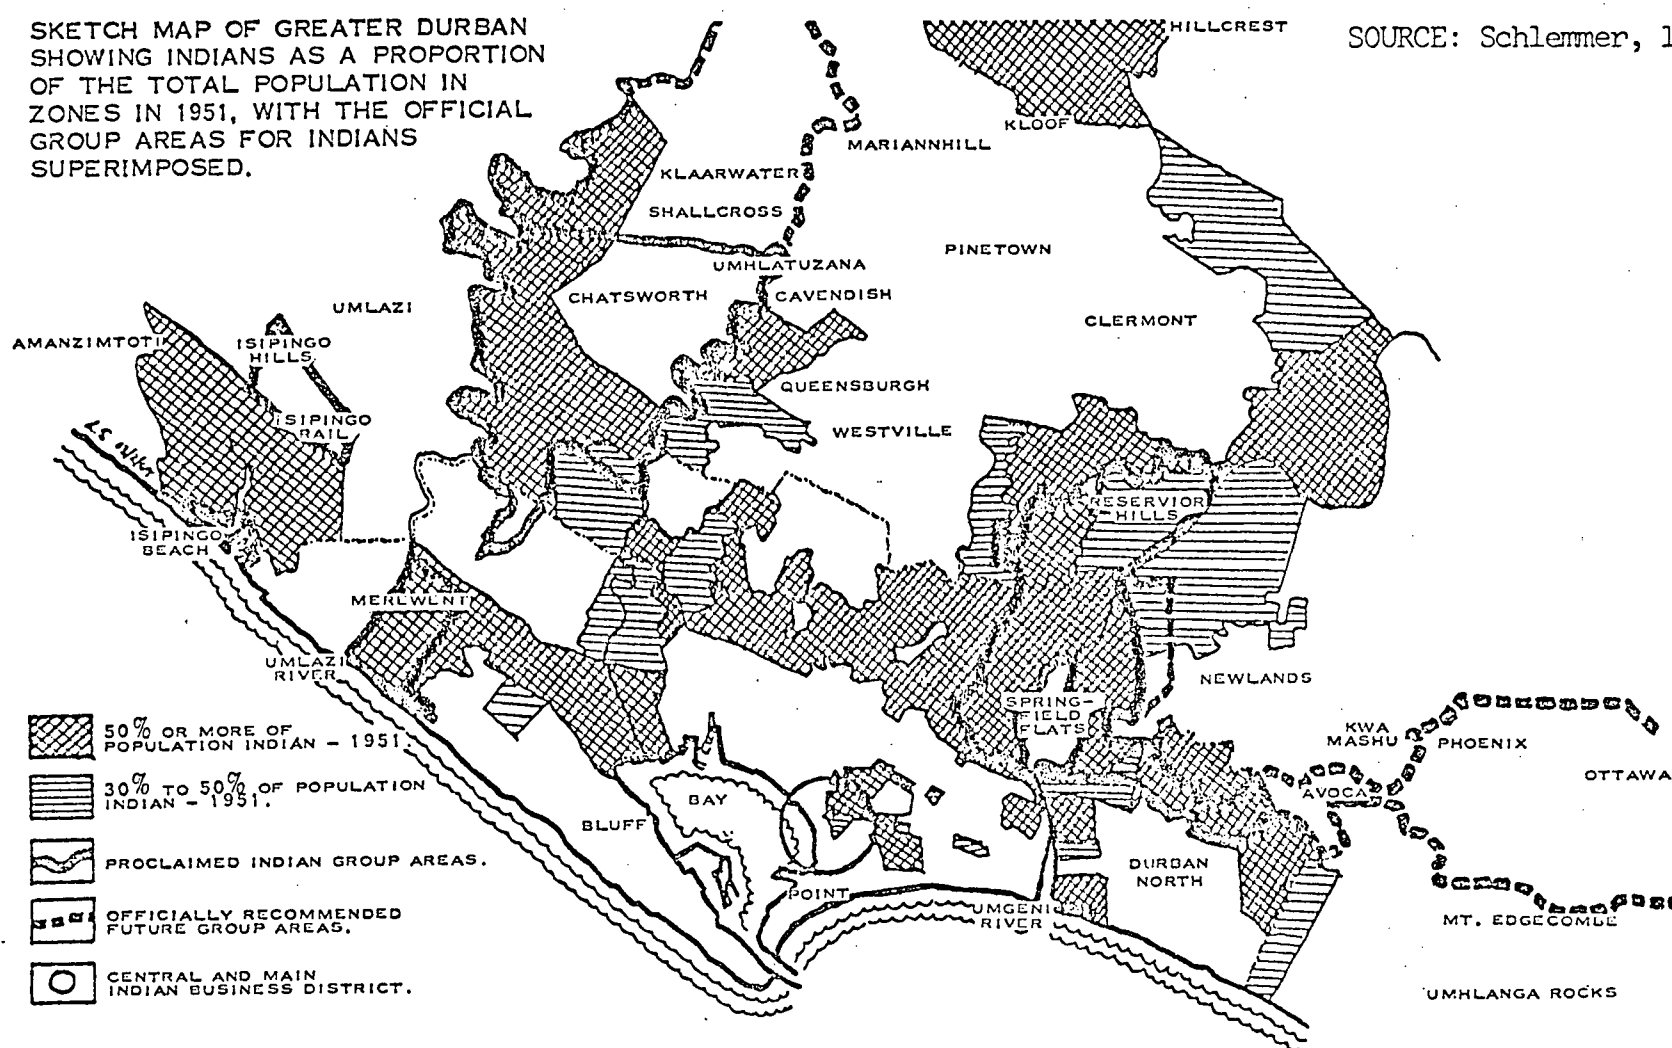 SKETCH MAP OF GREATER DURBAN
SHOWING INDIANS AS A PROPORTION
OF THE TOTAL POPULATION IN
ZONES IN 1951, WITH THE OFFICIAL
GROUP AREAS FOR INDIANS
SUPERIMPOSED.
SOURCE: Schlemmer, 1
HILLCREST
KLOOF
MARIANNHILL
KLAARWATER
SHALLCROSS
PINETOWN
UMHLATUZANA
CHATSWORTH
CAVENDISH
UMLAZI
CLERMONT
AMANZIMTOTI
ISIPINGO
HILLS
QUEENSBURGH
ISIPINGO
RAIL
WESTVILLE
RESERVIOR
HILLS
ISIPINGO
BEACH
MEREWENT
UMLAZI
RIVER
NEWLANDS
SPRING-
FIELD
FLATS
KWA
MASHU
PHOENIX
OTTAWA
AVOCA
BAY
BLUFF
DURBAN
NORTH
POINT
UMGENI
RIVER
MT. EDGECOMBE
UMHLANGA ROCKS
50% OR MORE OF
POPULATION INDIAN - 1951.
30% TO 50% OF POPULATION
INDIAN - 1951.
PROCLAIMED INDIAN GROUP AREAS.
OFFICIALLY RECOMMENDED
FUTURE GROUP AREAS.
CENTRAL AND MAIN
INDIAN BUSINESS DISTRICT.